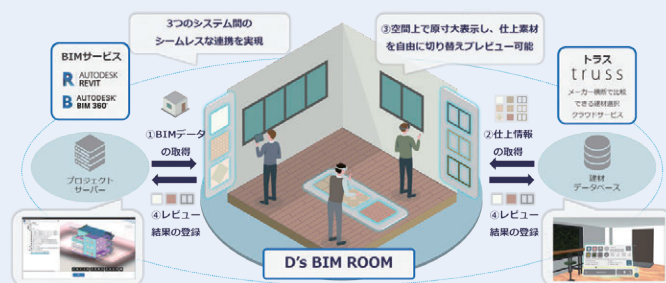 3つのシステム間の
シームレスな連携を実現
③空間上で原寸大表示し、仕上素材
を自由に切り替えプレビュー可能
BIMサービス
R AUTODESK
REVIT
B AUTODESK
BIM 360
トラス
truss
メーカー横断で比較
できる建材選択
クラウドサービス
①BIMデータ
の取得
②仕上情報
の取得
プロジェクト
サーバー
建材
データベース
④レビュー
結果の登録
④レビュー
結果の登録
D's BIM ROOM